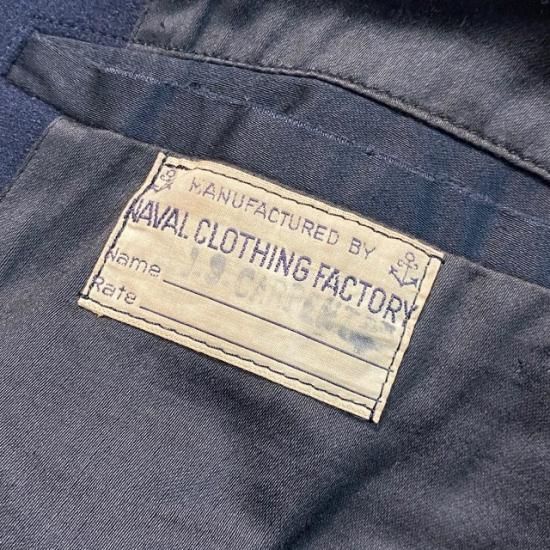 MANUFACTURED BY
NAVAL CLOTHING FACTORY
Name J.S.
Rate